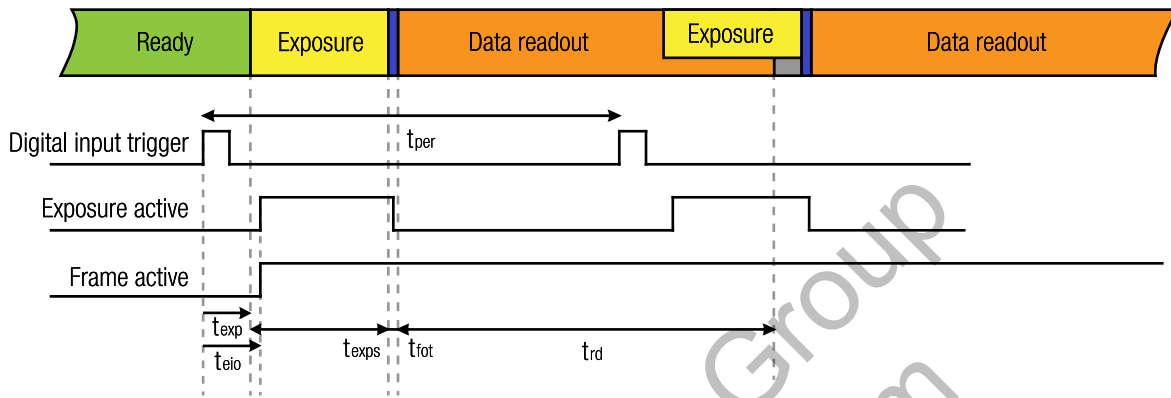 Ready
Exposure
Data readout
Exposure
Data readout
Digital input trigger
tper
Exposure active
Frame active
texp
texps
tfot
trd
teio
Group